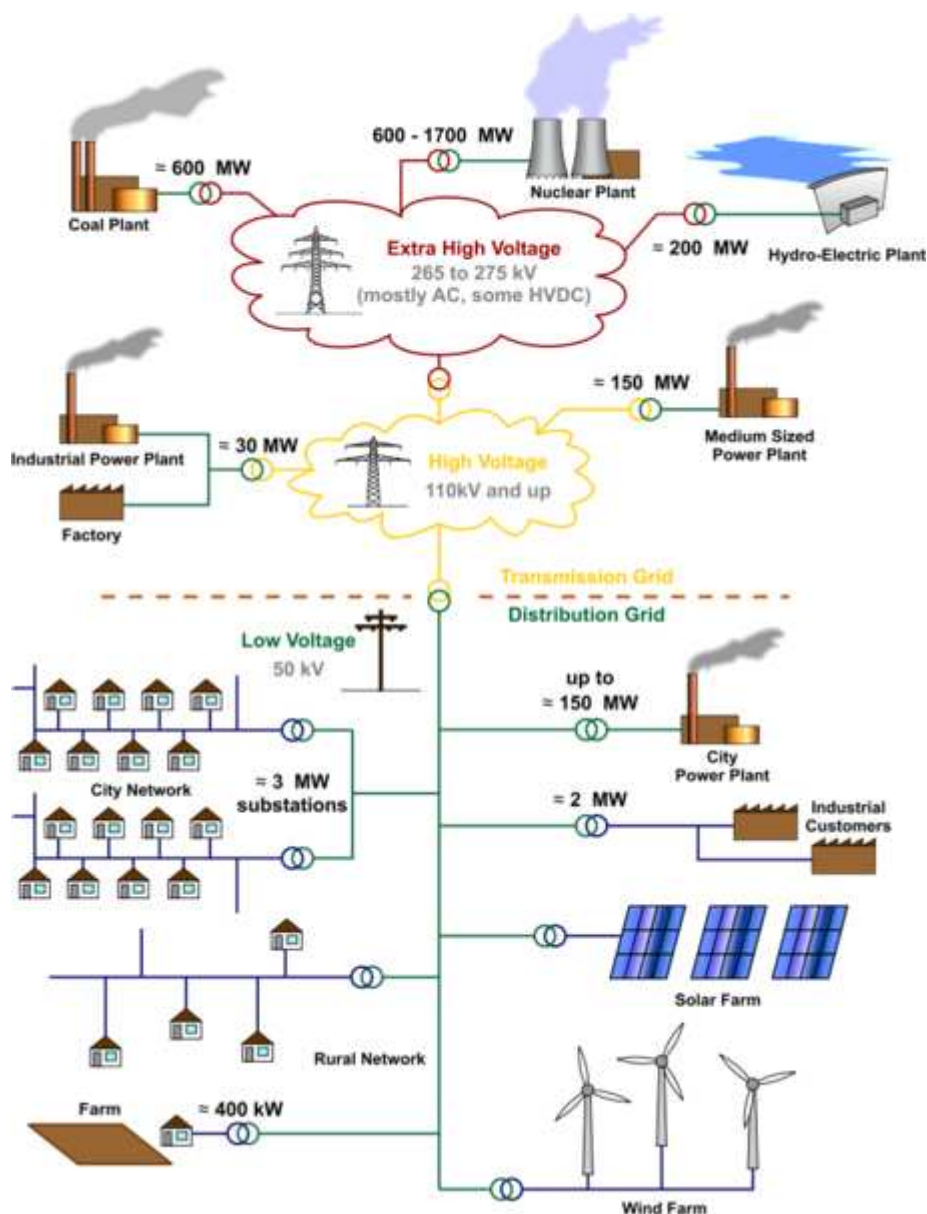 600 - 1700 MW
≈ 600 MW
Nuclear Plant
Coal Plant
Extra High Voltage
265 to 275 kV
(mostly AC, some HVDC)
≈ 200 MW
Hydro-Electric Plant
≈ 150 MW
Medium Sized
Power Plant
≈ 30 MW
Industrial Power Plant
High Voltage
110kV and up
Factory
Transmission Grid
Distribution Grid
Low Voltage
50 kV
up to
≈ 150 MW
City
Power Plant
City Network
≈ 3 MW
substations
≈ 2 MW
Industrial
Customers
Solar Farm
Rural Network
Farm
≈ 400 kW
Wind Farm